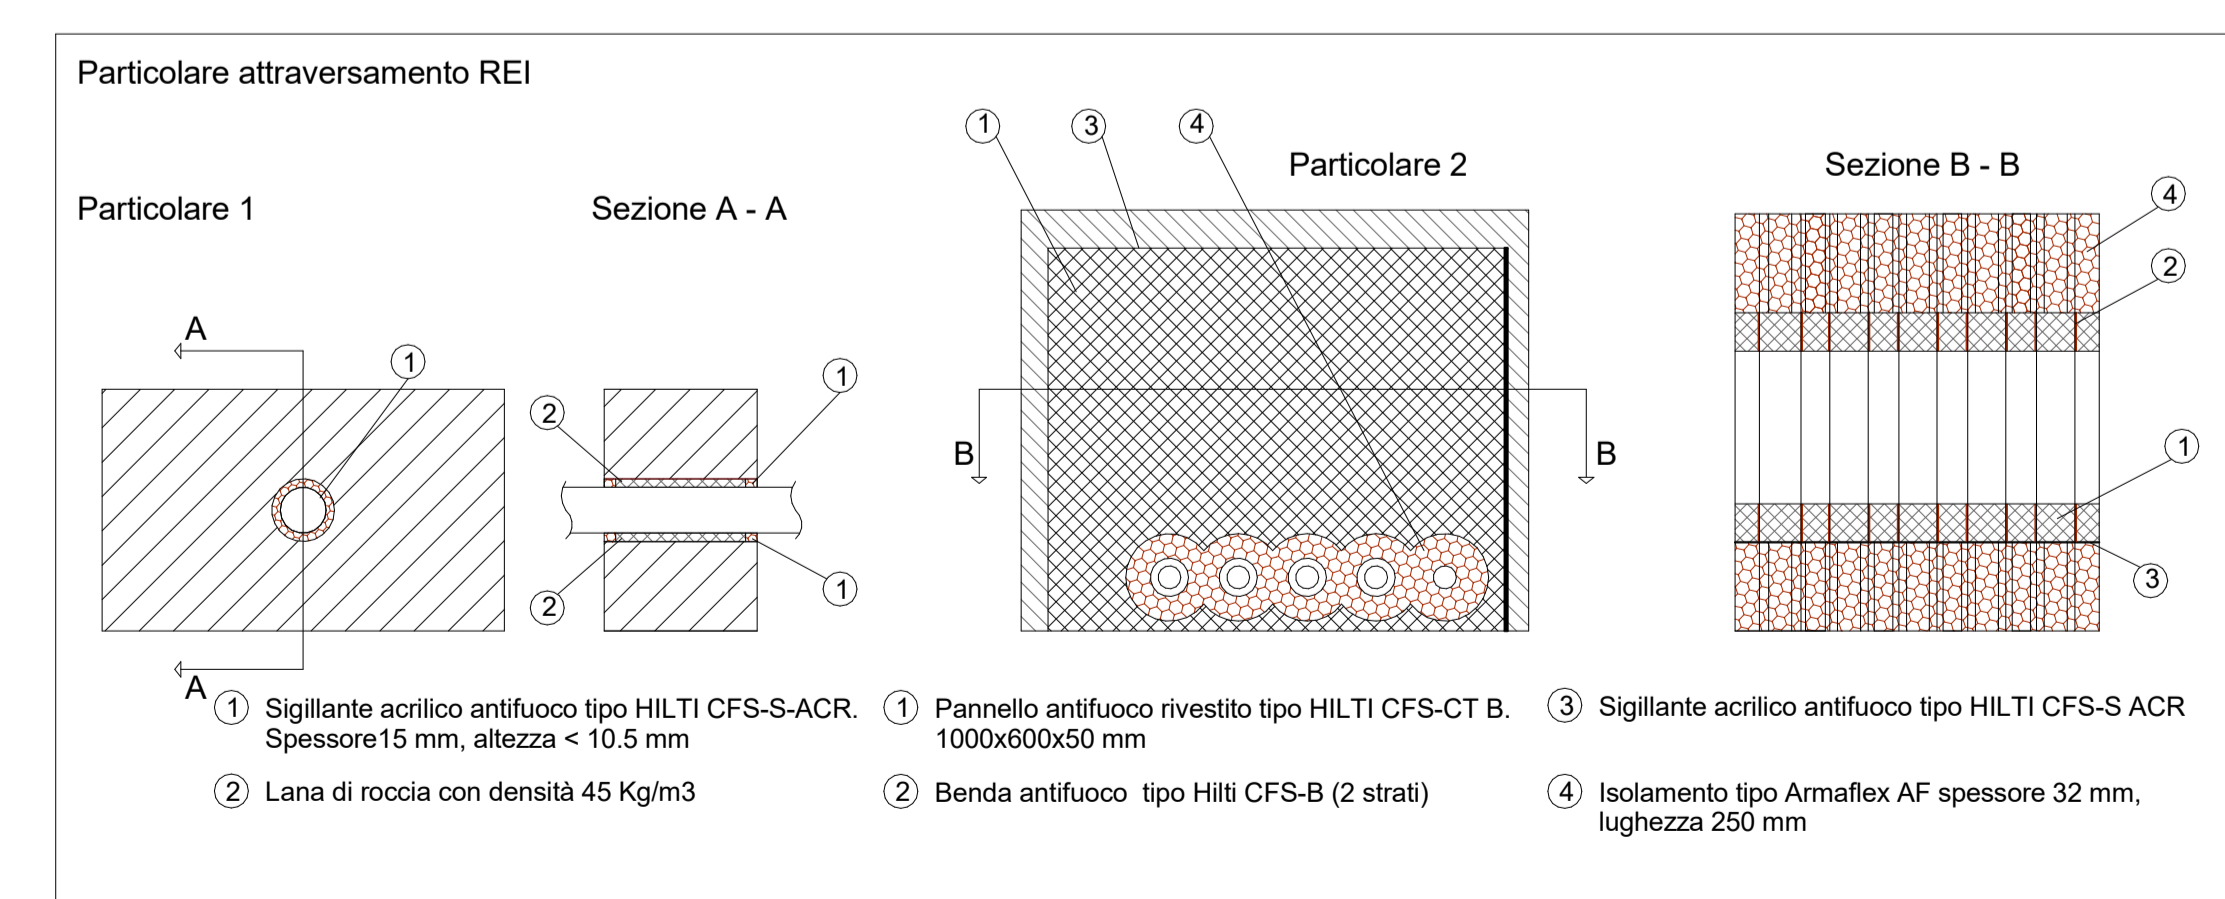 Particolare attraversamento REI
1
3
4
Particolare 2
Sezione B - B
4
Particolare 1
Sezione A - A
2
A
1
1
2
B
B
1
2
1
3
A
1 Sigillante acrilico antifuoco tipo HILTI CFS-S-ACR.
Spessore15 mm, altezza < 10.5 mm
2 Lana di roccia con densità 45 Kg/m3
1 Pannello antifuoco rivestito tipo HILTI CFS-CT B.
1000x600x50 mm
2 Benda antifuoco tipo Hilti CFS-B (2 strati)
3 Sigillante acrilico antifuoco tipo HILTI CFS-S ACR
4 Isolamento tipo Armaflex AF spessore 32 mm,
lughezza 250 mm